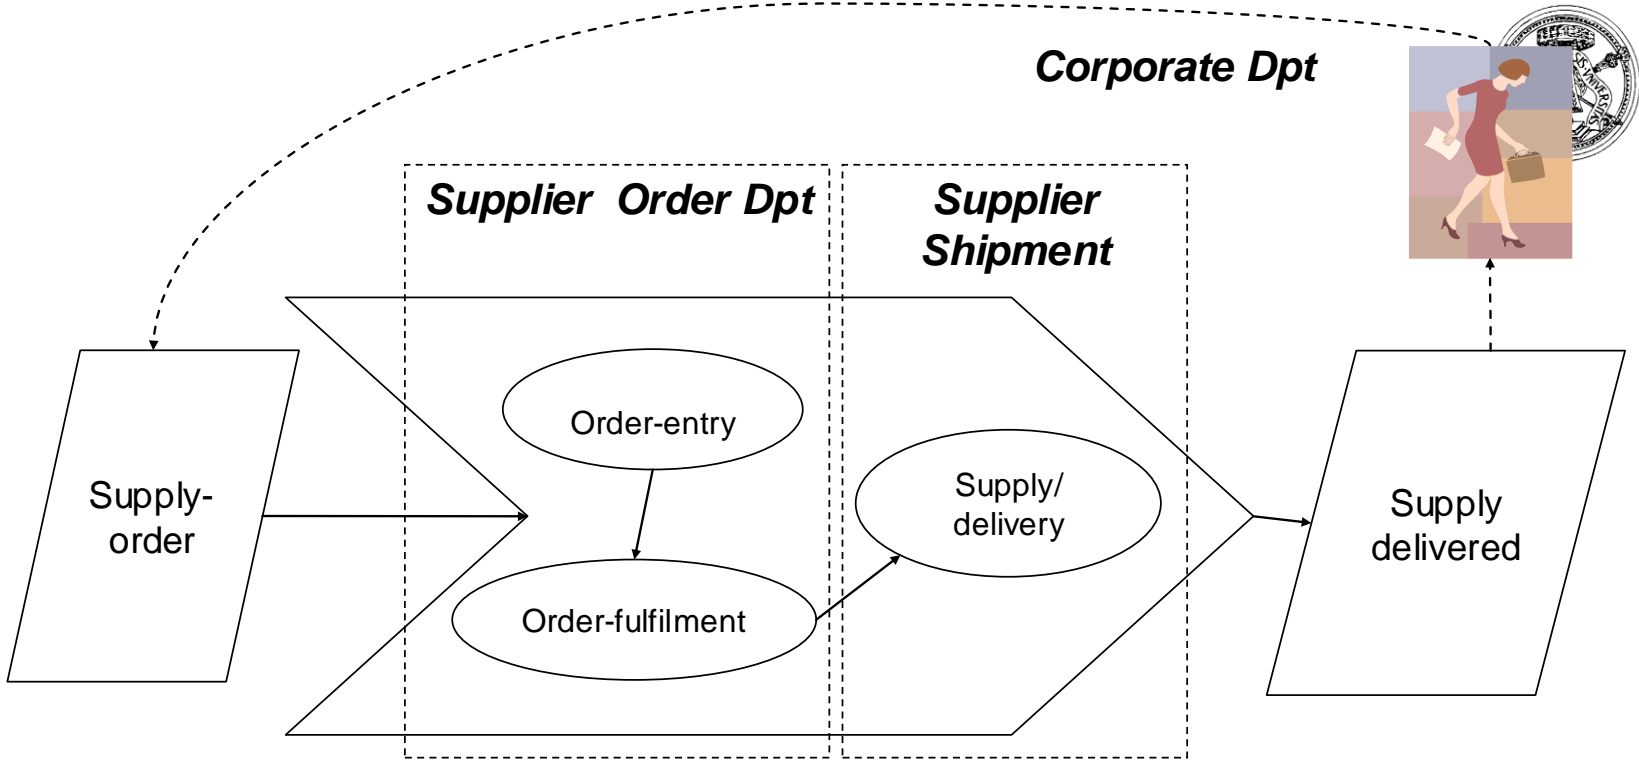 Corporate Dpt
Supplier Order Dpt
Supplier
Shipment
Order-entry
Supply/
delivery
Supply-
order
Supply
delivered
Order-fulfilment